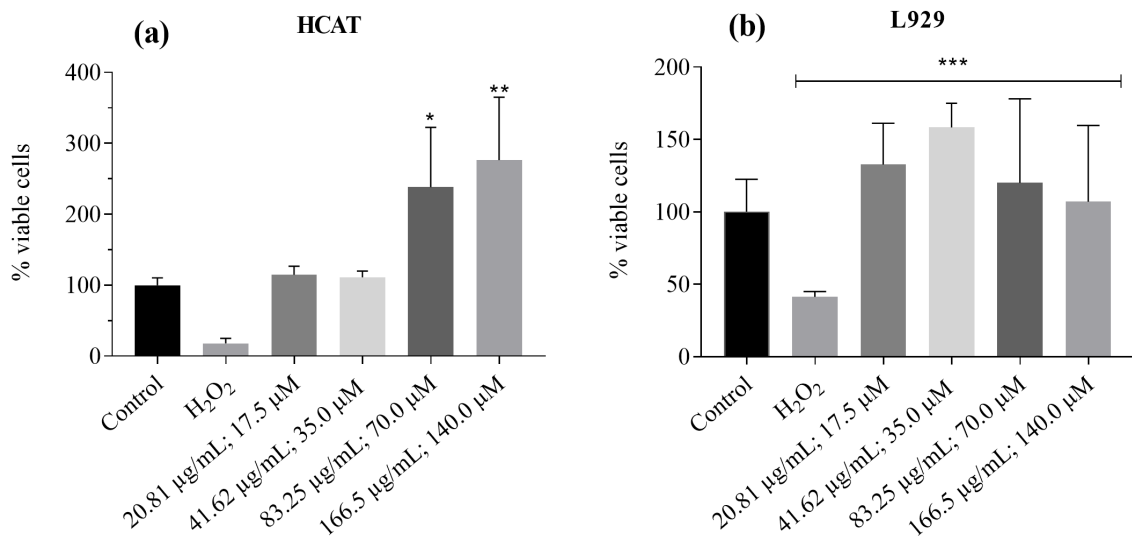 (a)
HCAT
% viable cells
400
300
200
100
0
*
**
Control
H₂O₂
20.81 µg/mL; 17.5 µM
41.62 µg/mL; 35.0 µM
83.25 µg/mL; 70.0 µM
166.5 µg/mL; 140.0 µM
(b)
L929
% viable cells
200
150
100
50
0
***
Control
H₂O₂
20.81 µg/mL; 17.5 µM
41.62 µg/mL; 35.0 µM
83.25 µg/mL; 70.0 µM
166.5 µg/mL; 140.0 µM